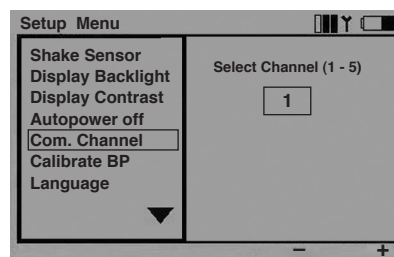 Setup Menu
Shake Sensor
Display Backlight
Display Contrast
Autopower off
Com. Channel
Calibrate BP
Language
Select Channel (1 - 5)
1
− +